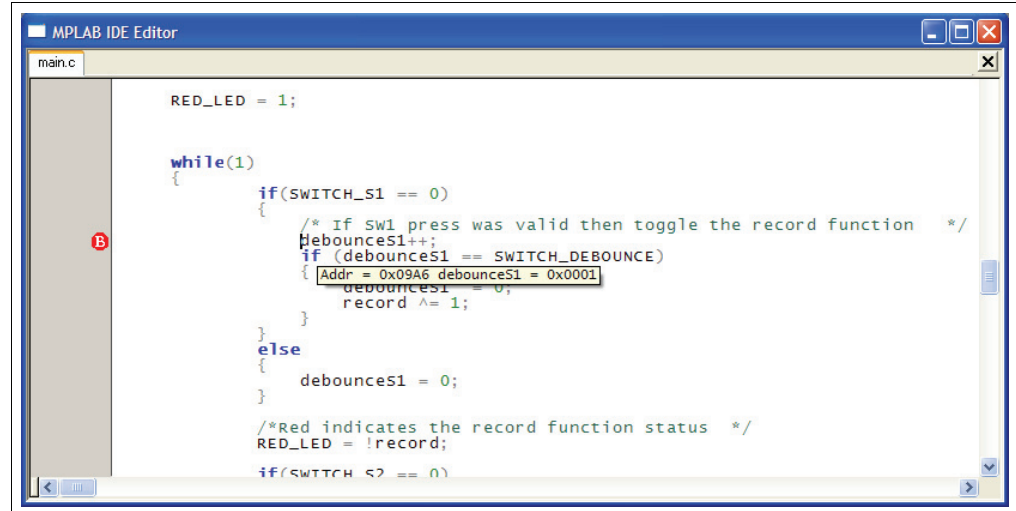 MPLAB IDE Editor
main.c
RED_LED = 1;
while(1)
{
if(SWITCH_S1 == 0)
{
/* If SW1 press was valid then toggle the record function */
B
debounceS1++;
if (debounceS1 == SWITCH_DEBOUNCE)
{
Addr = 0x09A6 debounceS1 = 0x0001
debounceS1 = 0;
record ^= 1;
}
}
else
{
debounceS1 = 0;
}
/*Red indicates the record function status */
RED_LED = !record;
if(SWITCH_S2 == 0)